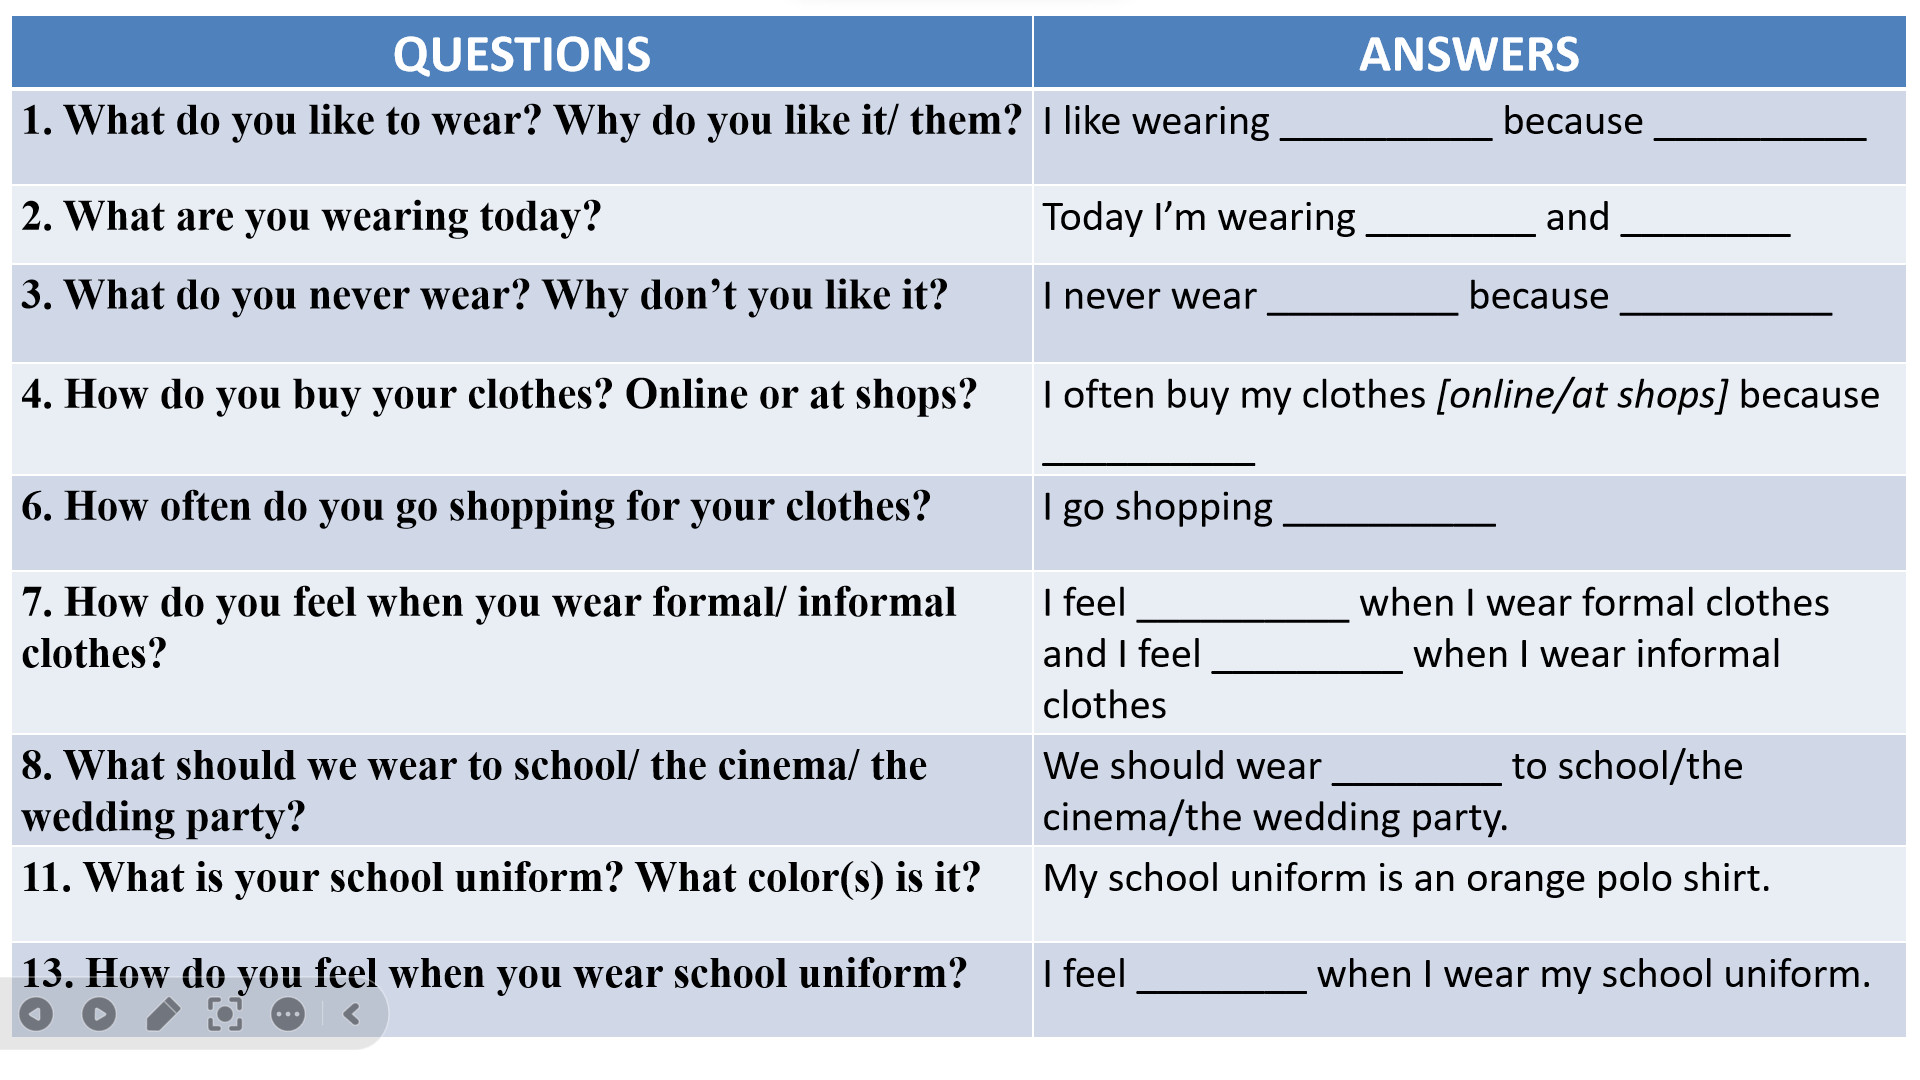 QUESTIONS
ANSWERS
1. What do you like to wear? Why do you like it/ them?
I like wearing __________ because __________
2. What are you wearing today?
Today I’m wearing ________ and ________
3. What do you never wear? Why don’t you like it?
I never wear _________ because __________
4. How do you buy your clothes? Online or at shops?
I often buy my clothes [online/at shops] because
__________
6. How often do you go shopping for your clothes?
I go shopping __________
7. How do you feel when you wear formal/ informal
clothes?
I feel __________ when I wear formal clothes
and I feel _________ when I wear informal
clothes
8. What should we wear to school/ the cinema/ the
wedding party?
We should wear ________ to school/the
cinema/the wedding party.
11. What is your school uniform? What color(s) is it?
My school uniform is an orange polo shirt.
13. How do you feel when you wear school uniform?
I feel ________ when I wear my school uniform.